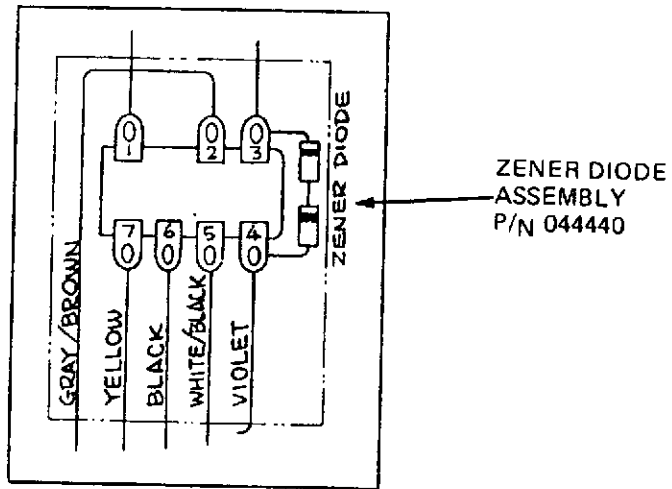 1
2
3
7
6
5
4
ZENER DIODE
GRAY/BROWN
YELLOW
BLACK
WHITE/BLACK
VIOLET
ZENER DIODE
ASSEMBLY
P/N 044440